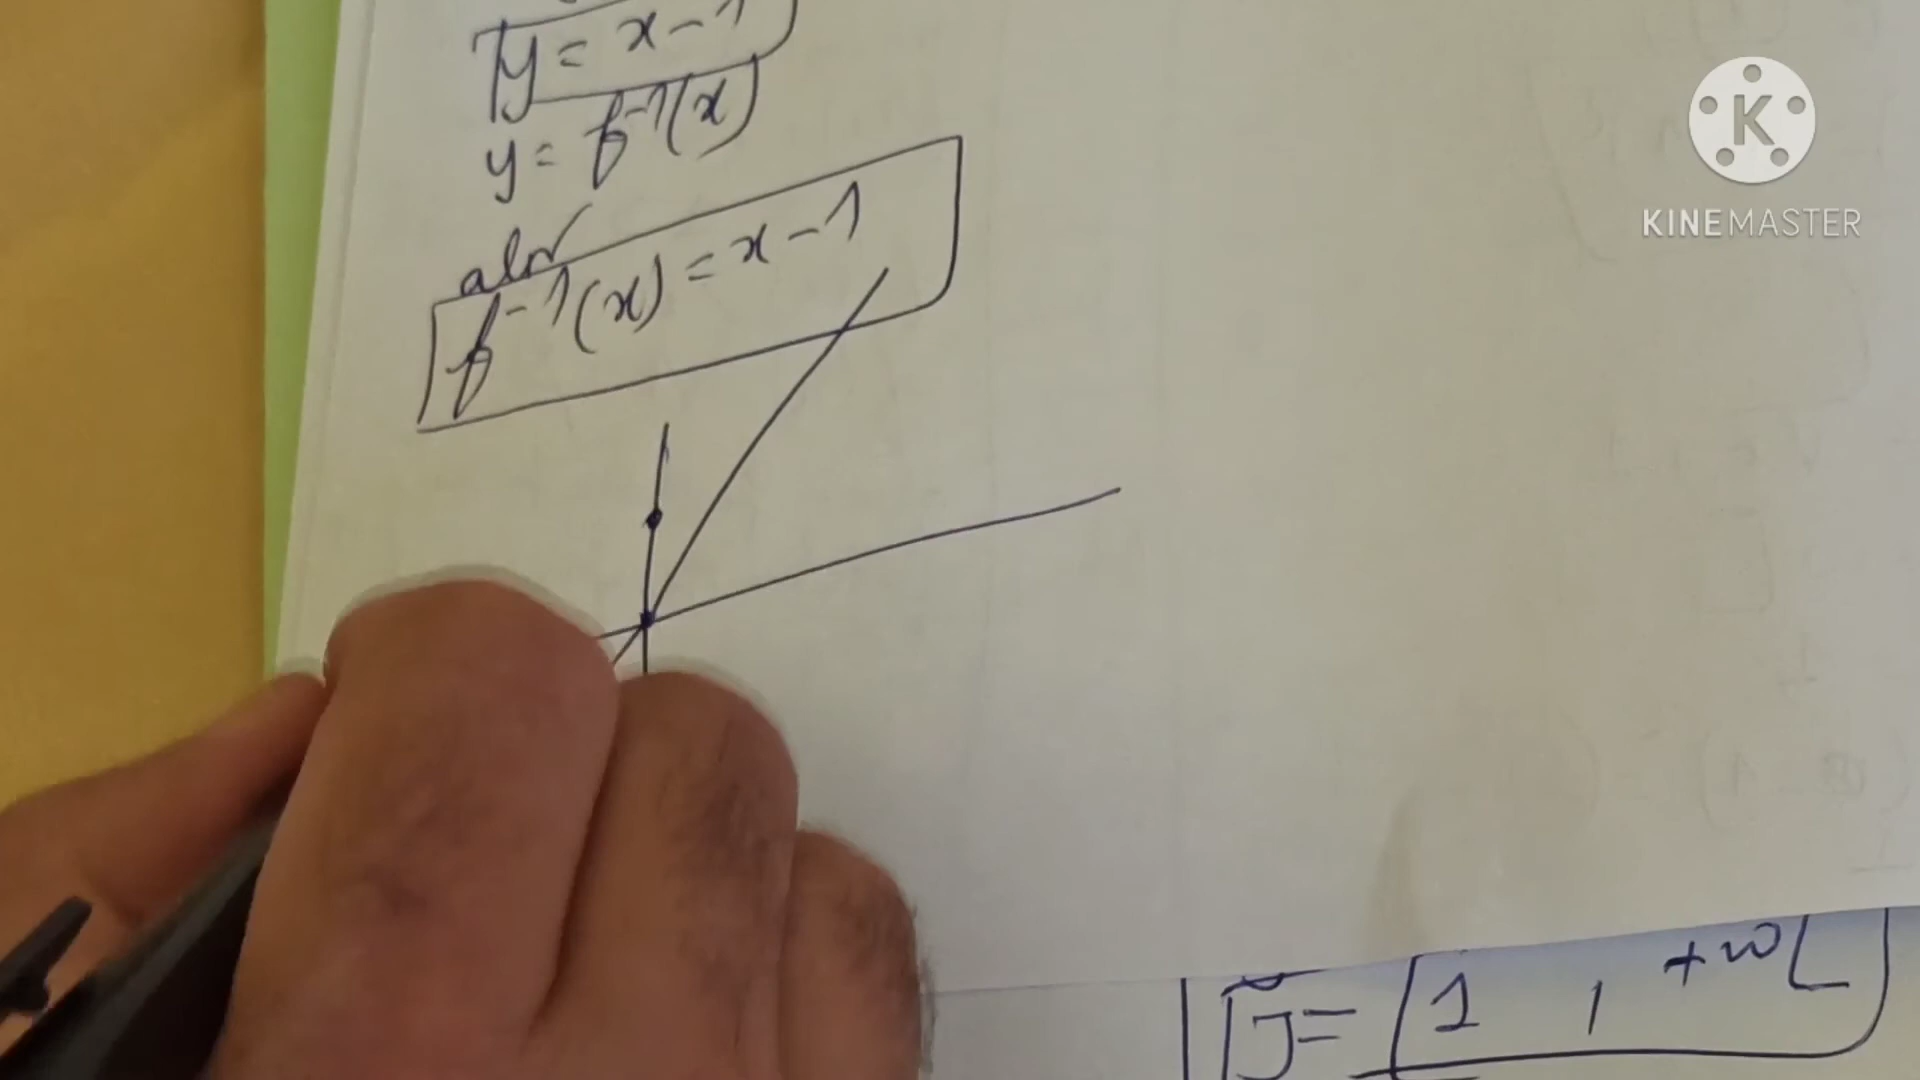 y = x - 1
y = f⁻¹(x)
alr
f⁻¹(x) = x - 1
K
KINEMASTER
J = [1 , +∞[